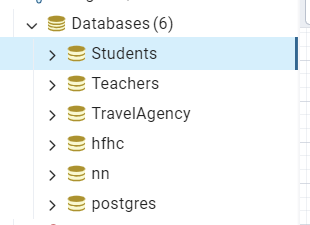 Databases (6)
Students
Teachers
TravelAgency
hfhc
nn
postgres